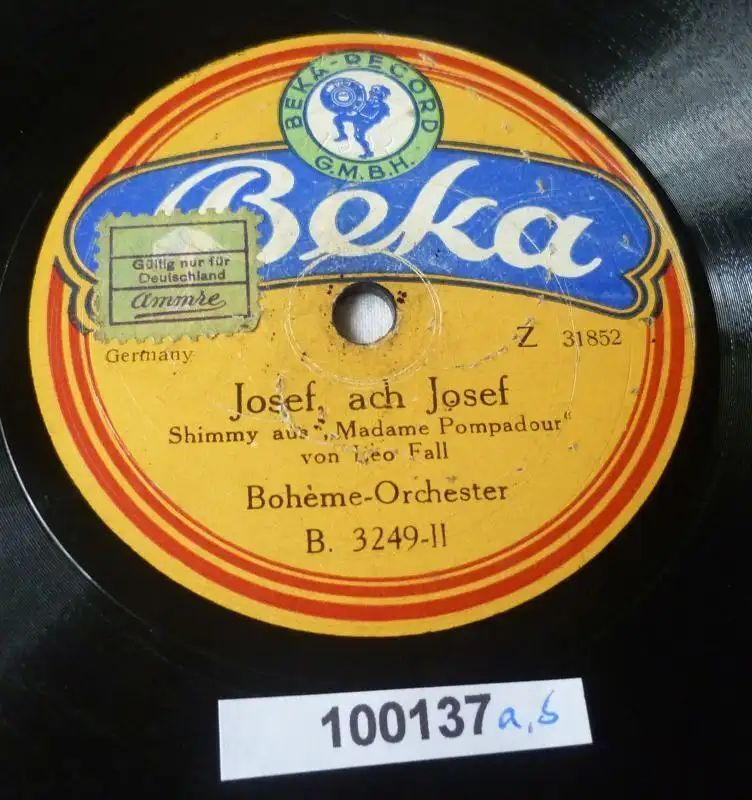 BEKA-RECORD
G.M.B.H.
Beka
Gültig nur für
Deutschland
ammre
Germany
Z 31852
Josef, ach Josef
Shimmy aus „Madame Pompadour“
von Leo Fall
Bohème-Orchester
B. 3249-II
100137 a, b